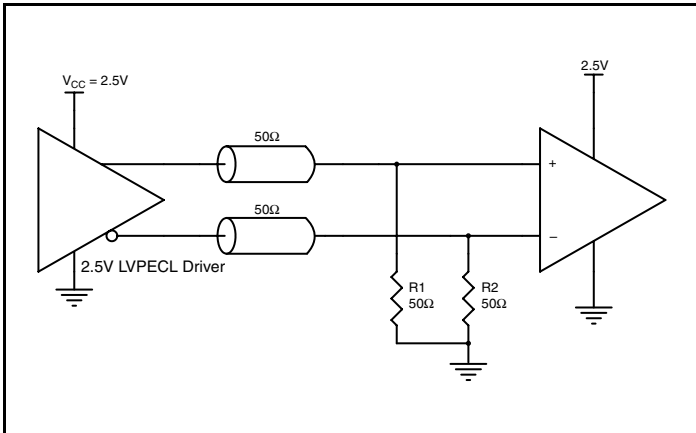 V_CC = 2.5V
2.5V
50Ω
50Ω
+
−
2.5V LVPECL Driver
R1
50Ω
R2
50Ω